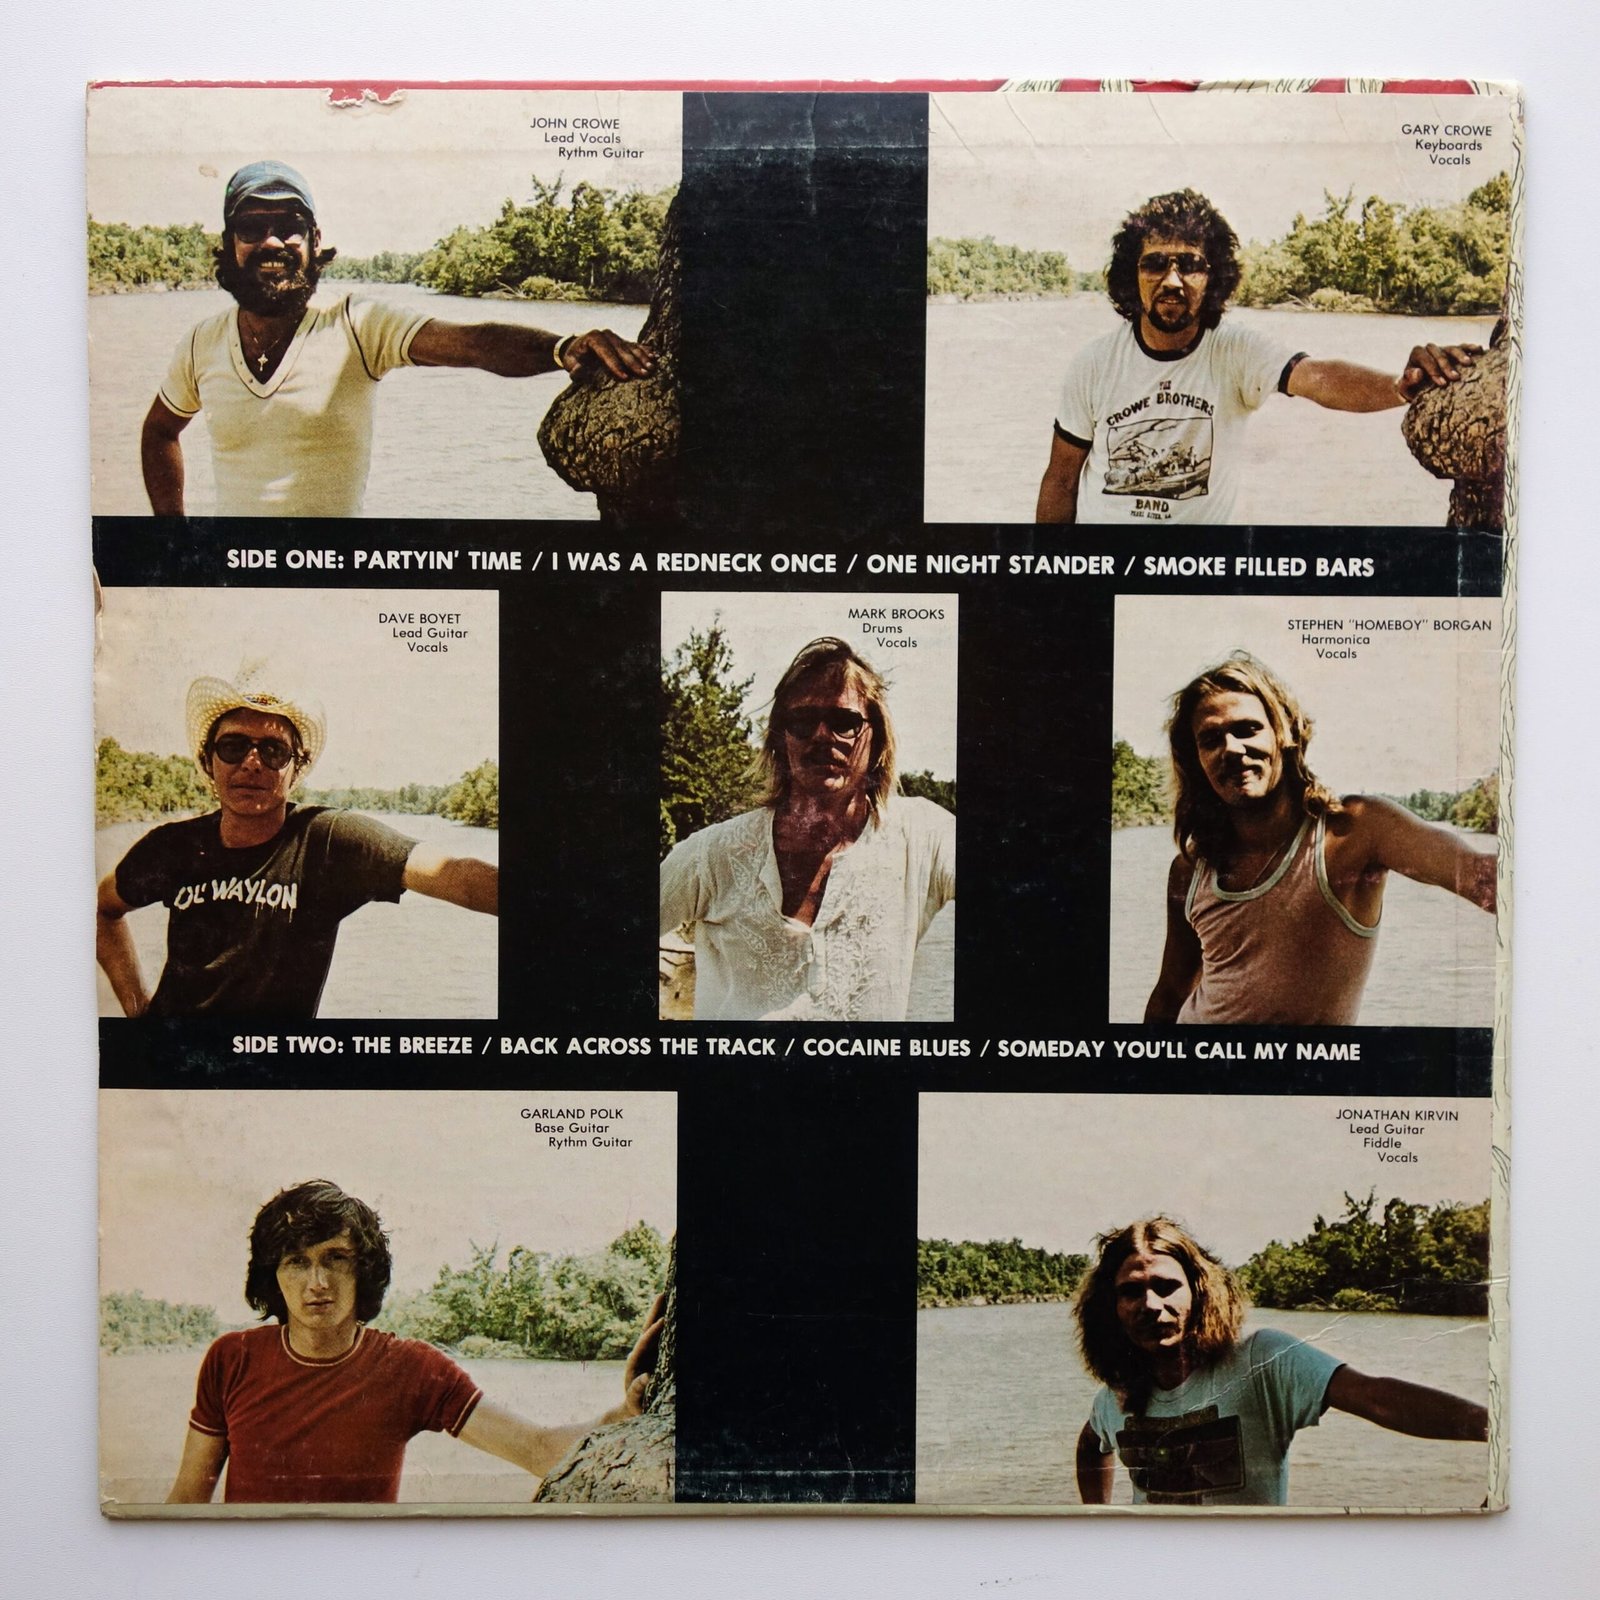 JOHN CROWE
Lead Vocals
Rythm Guitar
GARY CROWE
Keyboards
Vocals
THE
CROWE BROTHERS
BAND
PEARL RIVER, LA.
SIDE ONE: PARTYIN' TIME / I WAS A REDNECK ONCE / ONE NIGHT STANDER / SMOKE FILLED BARS
DAVE BOYET
Lead Guitar
Vocals
OL' WAYLON
MARK BROOKS
Drums
Vocals
STEPHEN "HOMEBOY" BORGAN
Harmonica
Vocals
SIDE TWO: THE BREEZE / BACK ACROSS THE TRACK / COCAINE BLUES / SOMEDAY YOU'LL CALL MY NAME
GARLAND POLK
Base Guitar
Rythm Guitar
JONATHAN KIRVIN
Lead Guitar
Fiddle
Vocals